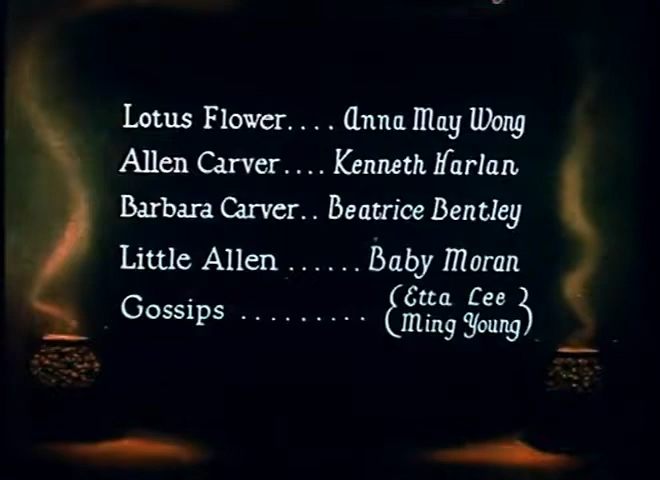 Lotus Flower.... Anna May Wong
Allen Carver.... Kenneth Harlan
Barbara Carver.. Beatrice Bentley
Little Allen ...... Baby Moran
Gossips ......... (Etta Lee)
(Ming Young)